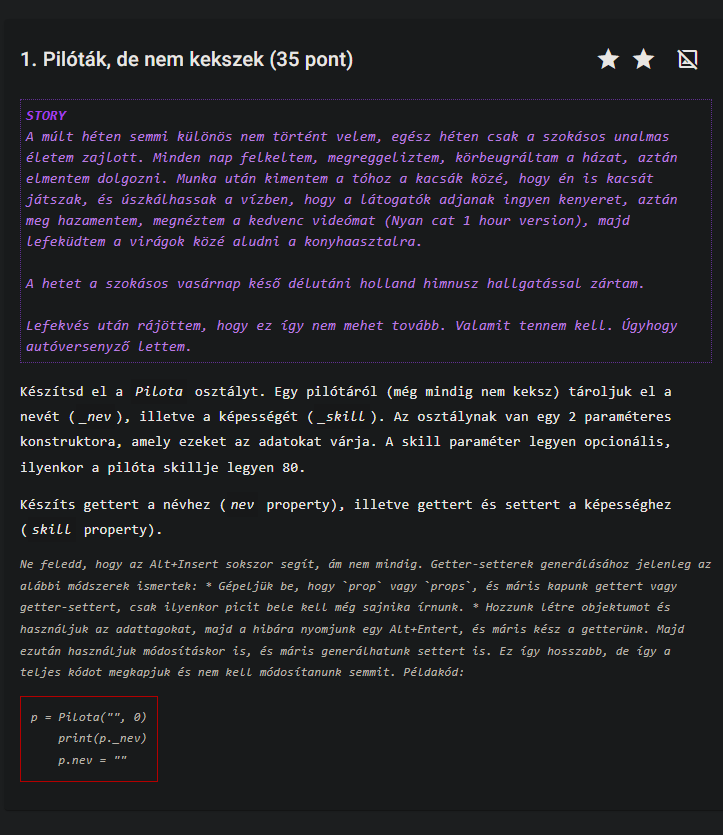 1. Pilóták, de nem kekszek (35 pont)
STORY
A múlt héten semmi különös nem történt velem, egész héten csak a szokásos unalmas
életem zajlott. Minden nap felkeltem, megreggeliztem, körbeugráltam a házat, aztán
elmentem dolgozni. Munka után kimentem a tóhoz a kacsák közé, hogy én is kacsát
játszak, és úszkálhassak a vízben, hogy a látogatók adjanak ingyen kenyeret, aztán
meg hazamentem, megnéztem a kedvenc videómat (Nyan cat 1 hour version), majd
lefeküdtem a virágok közé aludni a konyhaasztalra.
A hetet a szokásos vasárnap késő délutáni holland himnusz hallgatással zártam.
Lefekvés után rájöttem, hogy ez így nem mehet tovább. Valamit tennem kell. Úgyhogy
autóversenyző lettem.
Készítsd el a Pilota osztályt. Egy pilótáról (még mindig nem keksz) tároljuk el a
nevét (_nev), illetve a képességét (_skill). Az osztálynak van egy 2 paraméteres
konstruktora, amely ezeket az adatokat várja. A skill paraméter legyen opcionális,
ilyenkor a pilóta skillje legyen 80.
Készíts gettert a névhez (nev property), illetve gettert és settert a képességhez
(skill property).
Ne feledd, hogy az Alt+Insert sokszor segít, ám nem mindig. Getter-setterek generálásához jelenleg az
alábbi módszerek ismertek: * Gépeljük be, hogy `prop` vagy `props`, és máris kapunk gettert vagy
getter-settert, csak ilyenkor picit bele kell még sajnika írnunk. * Hozzunk létre objektumot és
használjuk az adattagokat, majd a hibára nyomjunk egy Alt+Entert, és máris kész a getterünk. Majd
ezután használjuk módosításkor is, és máris generálhatunk settert is. Ez így hosszabb, de így a
teljes kódot megkapjuk és nem kell módosítanunk semmit. Példakód:
p = Pilota("", 0)
print(p._nev)
p.nev = ""